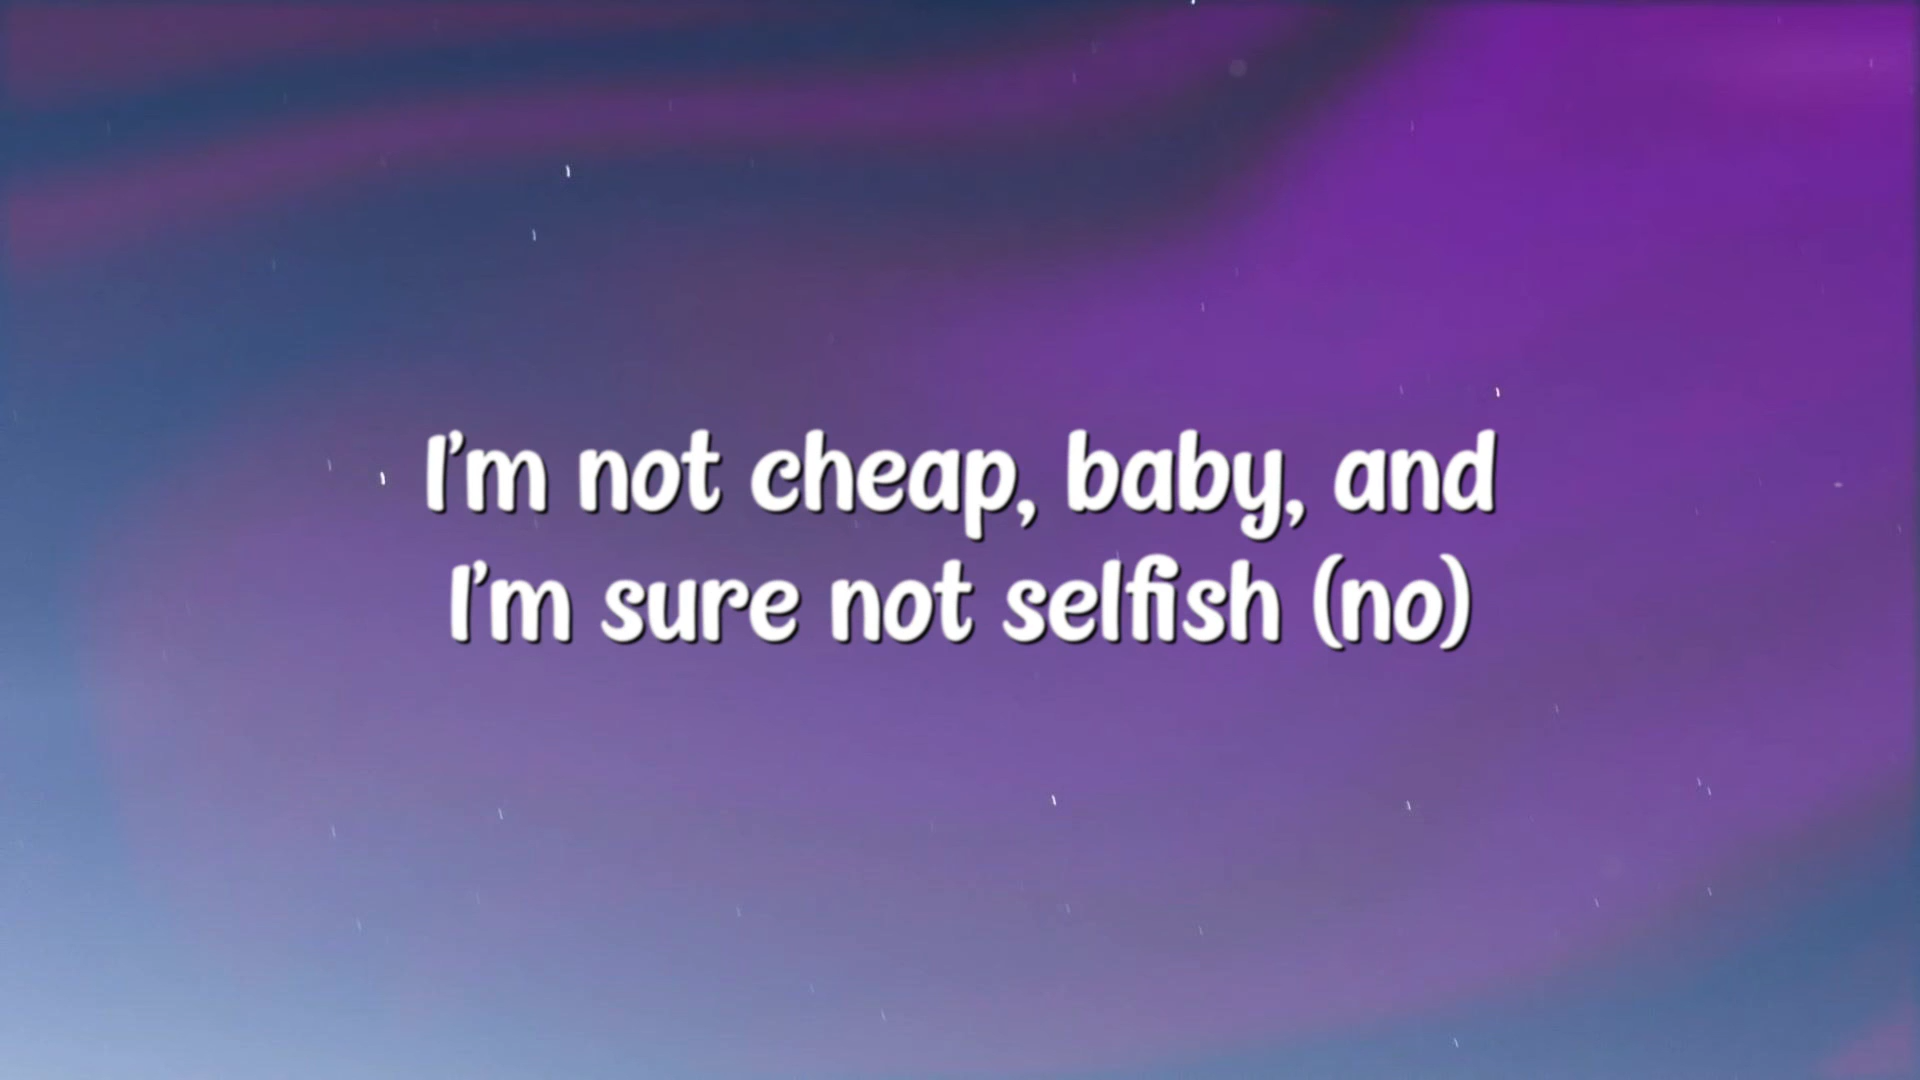 I'm not cheap, baby, and
I'm sure not selfish (no)